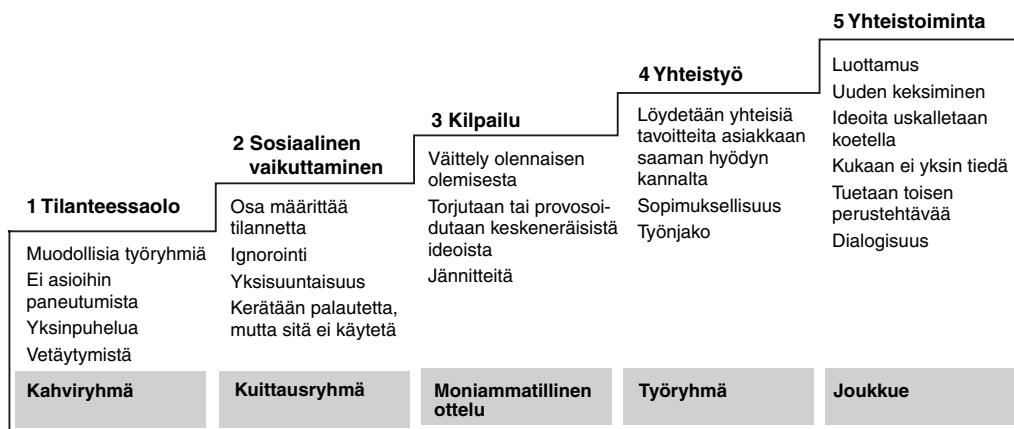 1 Tilanteessaolo
Muodollisia työryhmiä
Ei asioihin
paneutumista
Yksinpuhelua
Vetäytymistä
Kahviryhmä
2 Sosiaalinen
vaikuttaminen
Osa määrittää
tilannetta
Ignorointi
Yksisuuntaisuus
Kerätään palautetta,
mutta sitä ei käytetä
Kuittausryhmä
3 Kilpailu
Väittely olennaisen
olemisesta
Torjutaan tai provosoi-
dutaan keskeneräisistä
ideoista
Jännitteitä
Moniammatillinen
ottelu
4 Yhteistyö
Löydetään yhteisiä
tavoitteita asiakkaan
saaman hyödyn
kannalta
Sopimuksellisuus
Työnjako
Työryhmä
5 Yhteistoiminta
Luottamus
Uuden keksiminen
Ideoita uskalletaan
koetella
Kukaan ei yksin tiedä
Tuetaan toisen
perustehtävää
Dialogisuus
Joukkue